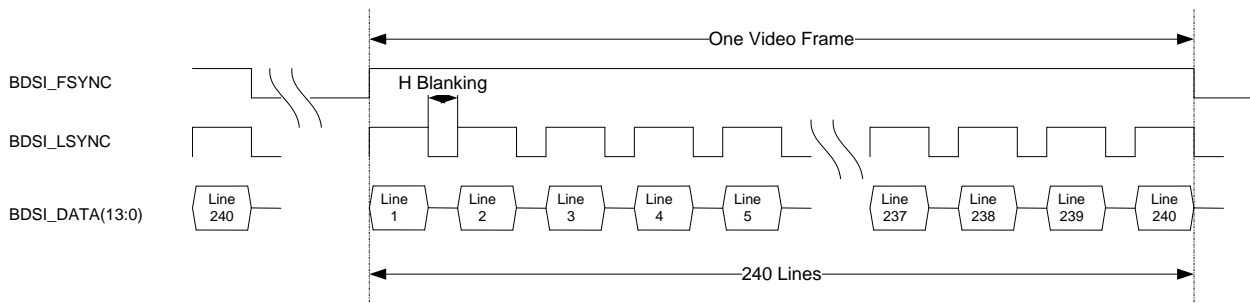 One Video Frame
BDSI_FSYNC
H Blanking
BDSI_LSYNC
BDSI_DATA(13:0)
Line
240
Line
1
Line
2
Line
3
Line
4
Line
5
Line
237
Line
238
Line
239
Line
240
240 Lines